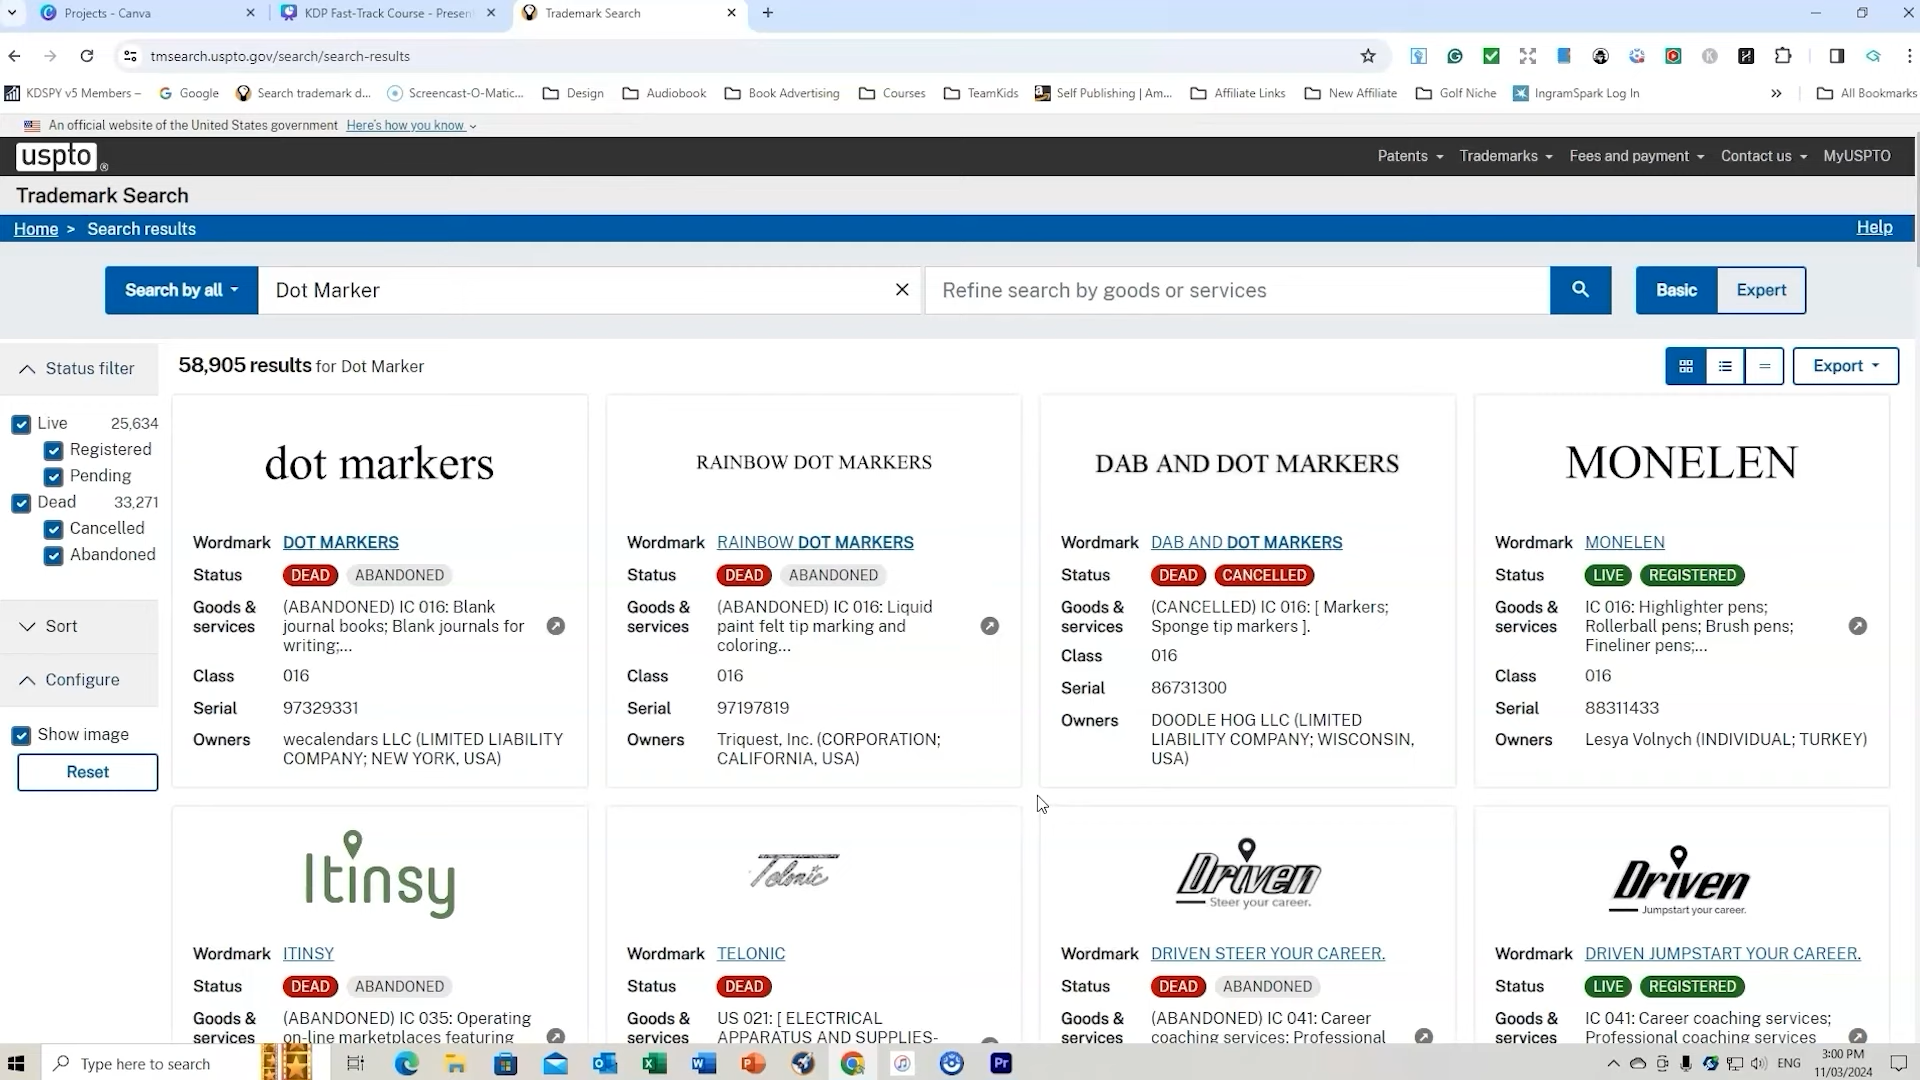 Projects - Canva
KDP Fast-Track Course - Presen
Trademark Search
tmsearch.uspto.gov/search/search-results
KDSPY v5 Members –
Google
Search trademark d...
Screencast-O-Matic...
Design
Audiobook
Book Advertising
Courses
TeamKids
Self Publishing | Am...
Affiliate Links
New Affiliate
Golf Niche
IngramSpark Log In
»
All Bookmarks
An official website of the United States government Here's how you know
uspto®
Patents
Trademarks
Fees and payment
Contact us
MyUSPTO
Trademark Search
Home > Search results
Help
Search by all
Dot Marker
Refine search by goods or services
Basic
Expert
Status filter
58,905 results for Dot Marker
Export
Live 25,634
Registered
Pending
Dead 33,271
Cancelled
Abandoned
Sort
Configure
Show image
Reset
dot markers
Wordmark DOT MARKERS
Status DEAD ABANDONED
Goods & services
(ABANDONED) IC 016: Blank
journal books; Blank journals for
writing;...
Class 016
Serial 97329331
Owners wecalendars LLC (LIMITED LIABILITY
COMPANY; NEW YORK, USA)
RAINBOW DOT MARKERS
Wordmark RAINBOW DOT MARKERS
Status DEAD ABANDONED
Goods & services
(ABANDONED) IC 016: Liquid
paint felt tip marking and
coloring...
Class 016
Serial 97197819
Owners Triquest, Inc. (CORPORATION;
CALIFORNIA, USA)
DAB AND DOT MARKERS
Wordmark DAB AND DOT MARKERS
Status DEAD CANCELLED
Goods & services
(CANCELLED) IC 016: [ Markers;
Sponge tip markers ].
Class 016
Serial 86731300
Owners DOODLE HOG LLC (LIMITED
LIABILITY COMPANY; WISCONSIN,
USA)
MONELEN
Wordmark MONELEN
Status LIVE REGISTERED
Goods & services
IC 016: Highlighter pens;
Rollerball pens; Brush pens;
Fineliner pens;...
Class 016
Serial 88311433
Owners Lesya Volnych (INDIVIDUAL; TURKEY)
Itinsy
Wordmark ITINSY
Status DEAD ABANDONED
Goods & services
(ABANDONED) IC 035: Operating
on-line marketplaces featuring
Telonic
Wordmark TELONIC
Status DEAD
Goods & services
US 021: [ ELECTRICAL
APPARATUS AND SUPPLIES-
Driven
Steer your career.
Wordmark DRIVEN STEER YOUR CAREER.
Status DEAD ABANDONED
Goods & services
(ABANDONED) IC 041: Career
coaching services; Professional
Driven
Jumpstart your career.
Wordmark DRIVEN JUMPSTART YOUR CAREER.
Status LIVE REGISTERED
Goods & services
IC 041: Career coaching services;
Professional coaching services
Type here to search
Pr
ENG
3:00 PM
11/03/2024